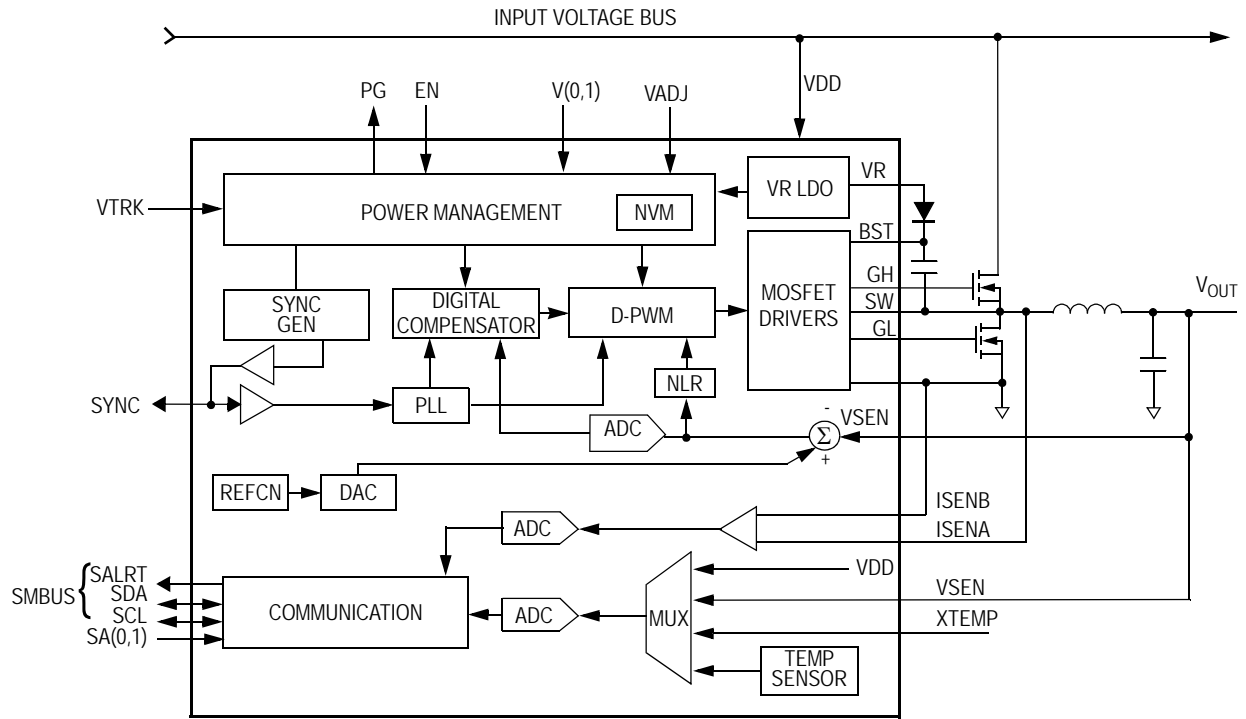 INPUT VOLTAGE BUS
PG
EN
V(0,1)
VADJ
VDD
VTRK
POWER MANAGEMENT
NVM
VR LDO
VR
BST
GH
SW
GL
MOSFET
DRIVERS
VOUT
SYNC
GEN
DIGITAL
COMPENSATOR
D-PWM
NLR
SYNC
PLL
ADC
-
Σ
+
VSEN
REFCN
DAC
ISENB
ISENA
ADC
SMBUS
{
SALRT
SDA
SCL
SA(0,1)
COMMUNICATION
ADC
MUX
VDD
VSEN
XTEMP
TEMP
SENSOR